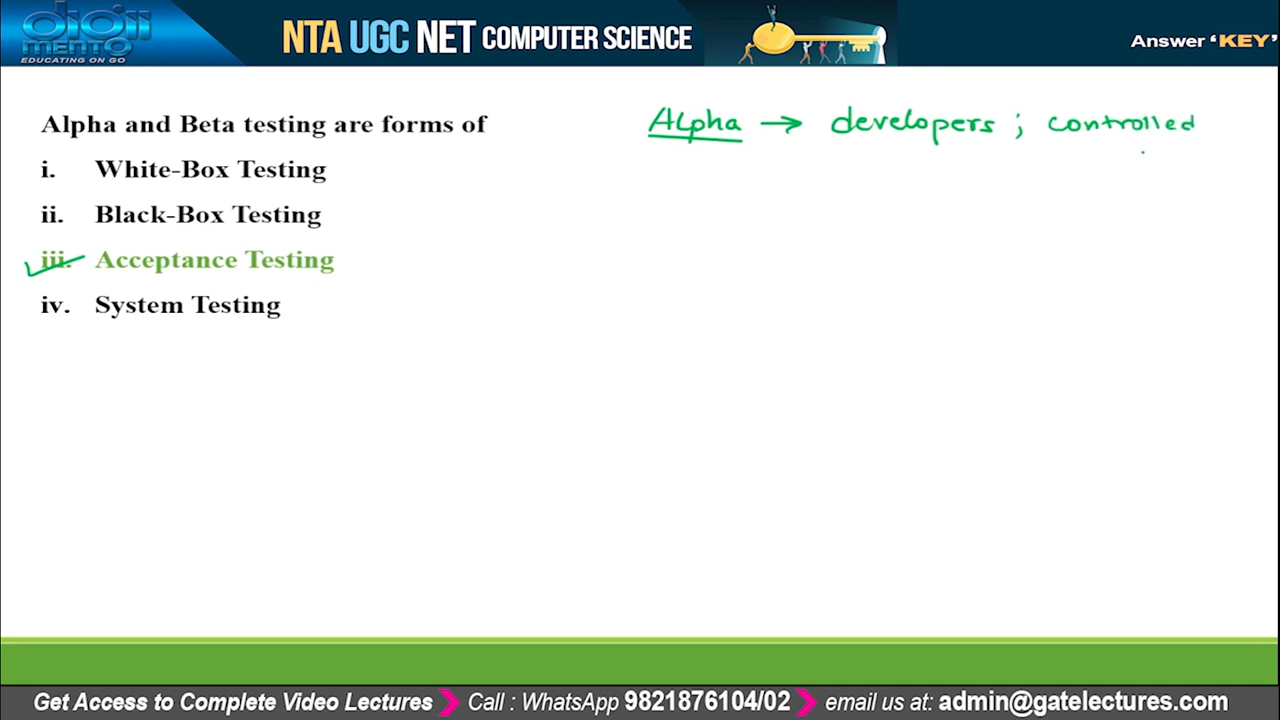 digii
MENTO
EDUCATING ON GO
NTA UGC NET COMPUTER SCIENCE
Answer ‘KEY’
Alpha and Beta testing are forms of
i. White-Box Testing
ii. Black-Box Testing
iii. Acceptance Testing
iv. System Testing
Alpha → developers ; controlled
Get Access to Complete Video Lectures
Call : WhatsApp 9821876104/02
email us at: admin@gatelectures.com